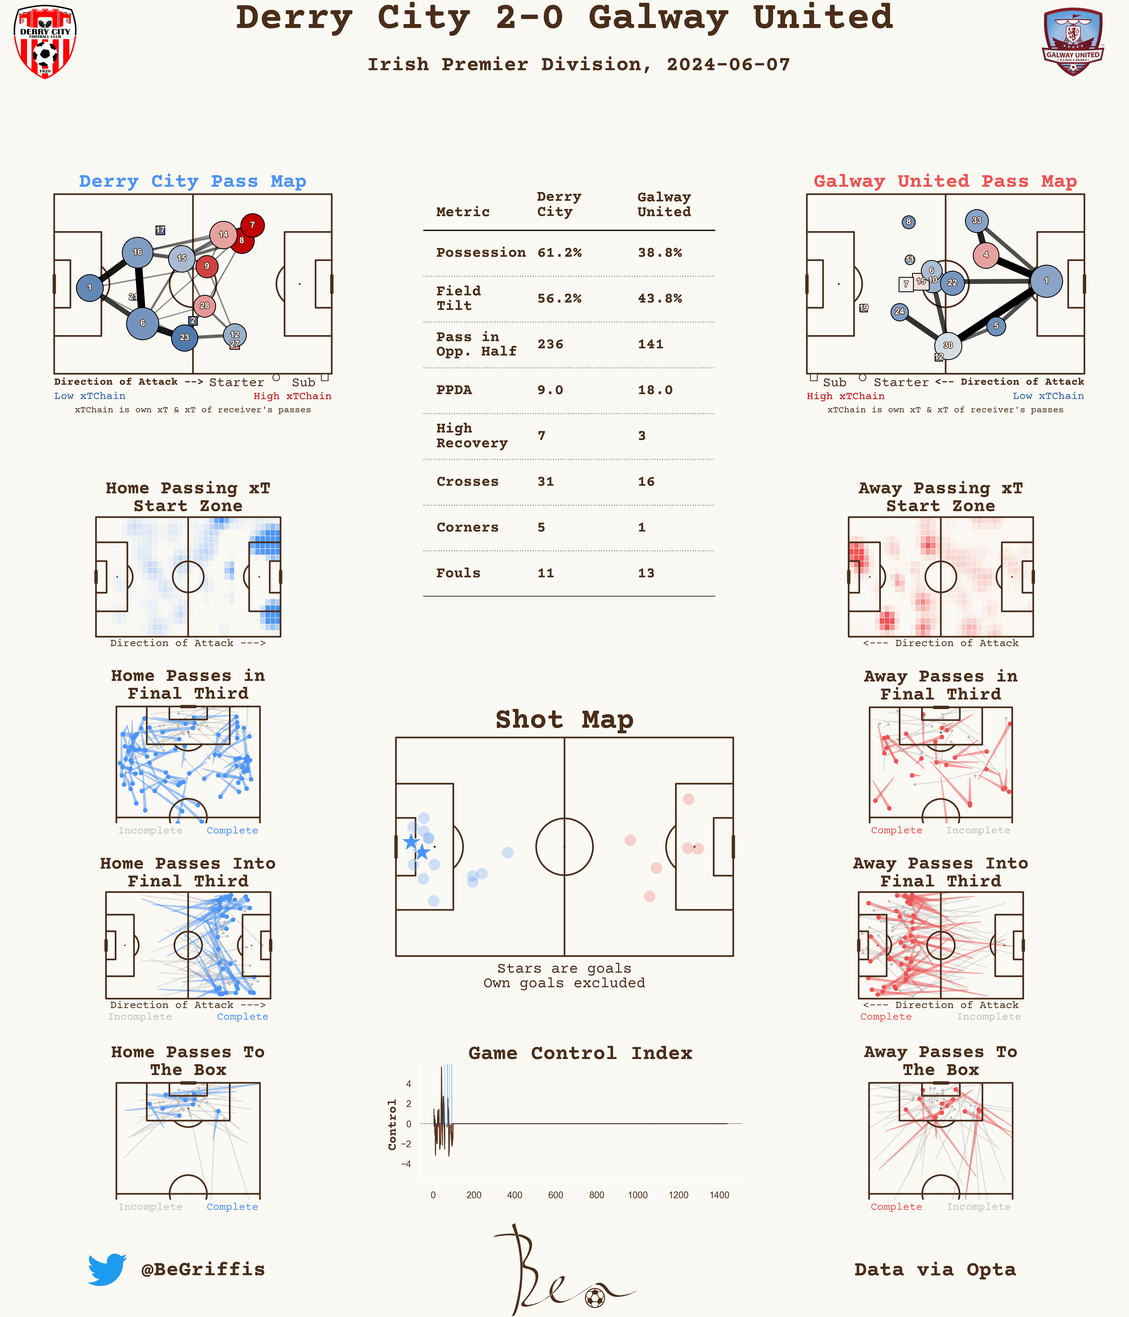 Derry City 2-0 Galway United
Irish Premier Division, 2024-06-07
DERRY CITY
FOOTBALL CLUB
1928
GALWAY UNITED
Derry City Pass Map
17
7
14
8
16
15
9
1
21
28
6
2
23
12
27
Direction of Attack --> Starter Sub
Low xTChain High xTChain
xTChain is own xT & xT of receiver's passes
Metric Derry City Galway United
Possession 61.2% 38.8%
Field Tilt 56.2% 43.8%
Pass in Opp. Half 236 141
PPDA 9.0 18.0
High Recovery 7 3
Crosses 31 16
Corners 5 1
Fouls 11 13
Galway United Pass Map
8
33
4
11
6
7
15
10
22
1
19
24
5
30
12
Sub Starter <-- Direction of Attack
High xTChain Low xTChain
xTChain is own xT & xT of receiver's passes
Home Passing xT
Start Zone
Direction of Attack --->
Away Passing xT
Start Zone
<--- Direction of Attack
Home Passes in
Final Third
Incomplete Complete
Away Passes in
Final Third
Complete Incomplete
Shot Map
Stars are goals
Own goals excluded
Home Passes Into
Final Third
Direction of Attack --->
Incomplete Complete
Away Passes Into
Final Third
<--- Direction of Attack
Complete Incomplete
Home Passes To
The Box
Incomplete Complete
Game Control Index
Control
4
2
0
−2
−4
0 200 400 600 800 1000 1200 1400
Away Passes To
The Box
Complete Incomplete
@BeGriffis
Ben
Data via Opta